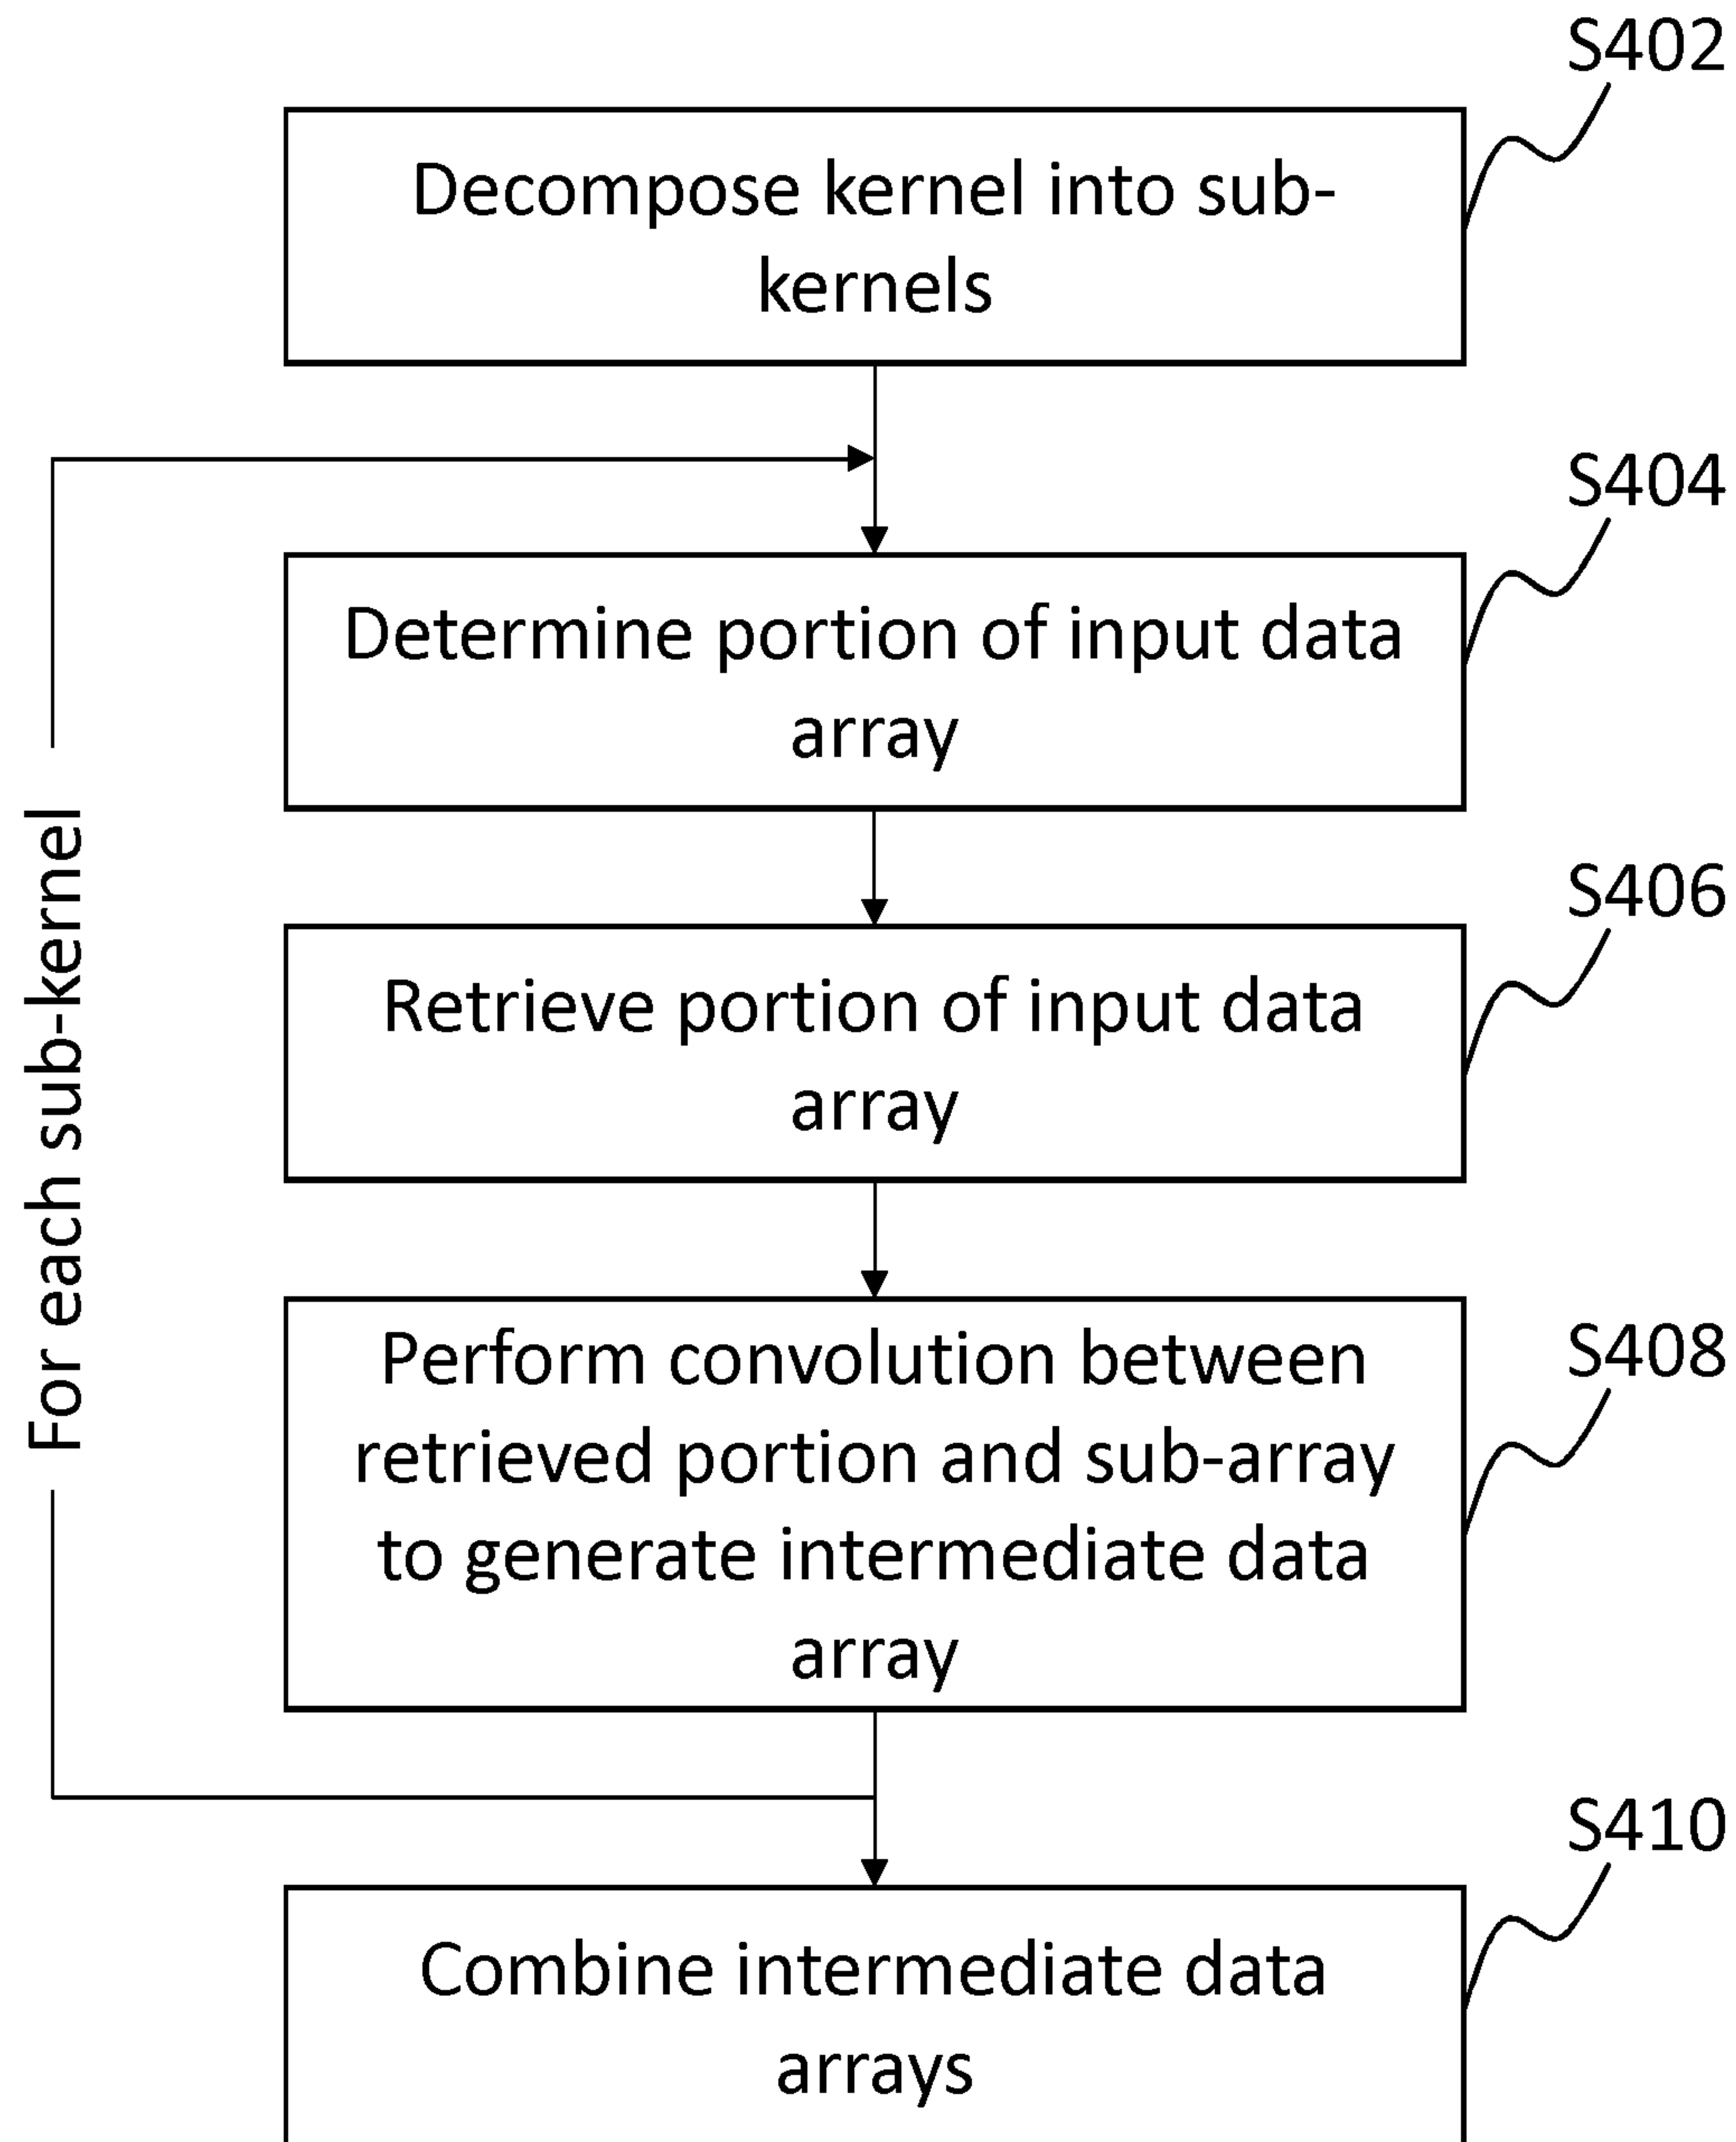 S402
Decompose kernel into sub-
kernels
S404
Determine portion of input data
array
S406
Retrieve portion of input data
array
For each sub-kernel
S408
Perform convolution between
retrieved portion and sub-array
to generate intermediate data
array
S410
Combine intermediate data
arrays